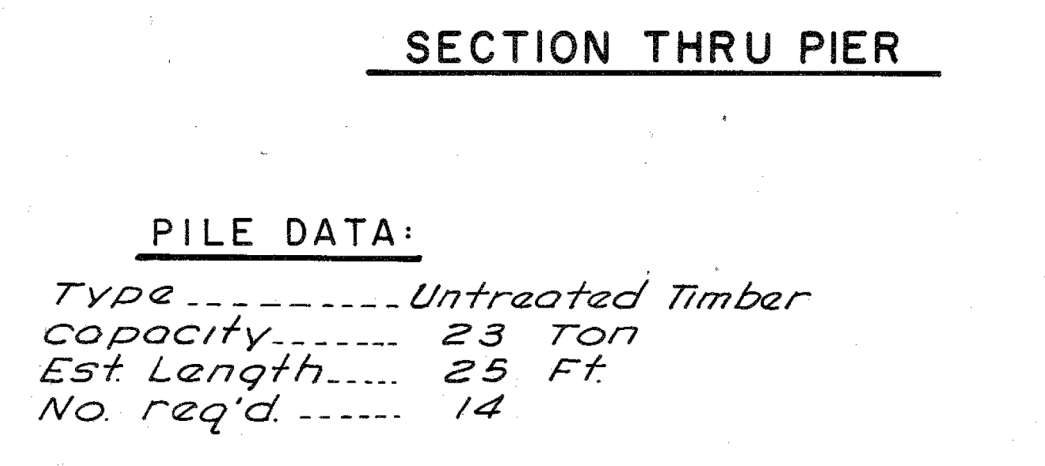 SECTION THRU PIER
PILE DATA:
Type ---------- Untreated Timber
Capacity ------- 23 Ton
Est. Length ----- 25 Ft.
No. req'd. ------ 14